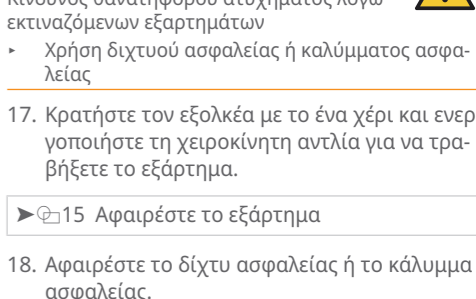 Κίνδυνος θανατηφόρου ατυχήματος λόγω
εκτιναζόμενων εξαρτημάτων
‣ Χρήση διχτυού ασφαλείας ή καλύμματος ασφα-
λείας
17. Κρατήστε τον εξολκέα με το ένα χέρι και ενερ
γοποιήστε τη χειροκίνητη αντλία για να τρα-
βήξετε το εξάρτημα.
➤ 15 Αφαιρέστε το εξάρτημα
18. Αφαιρέστε το δίχτυ ασφαλείας ή το κάλυμμα
ασφαλείας.